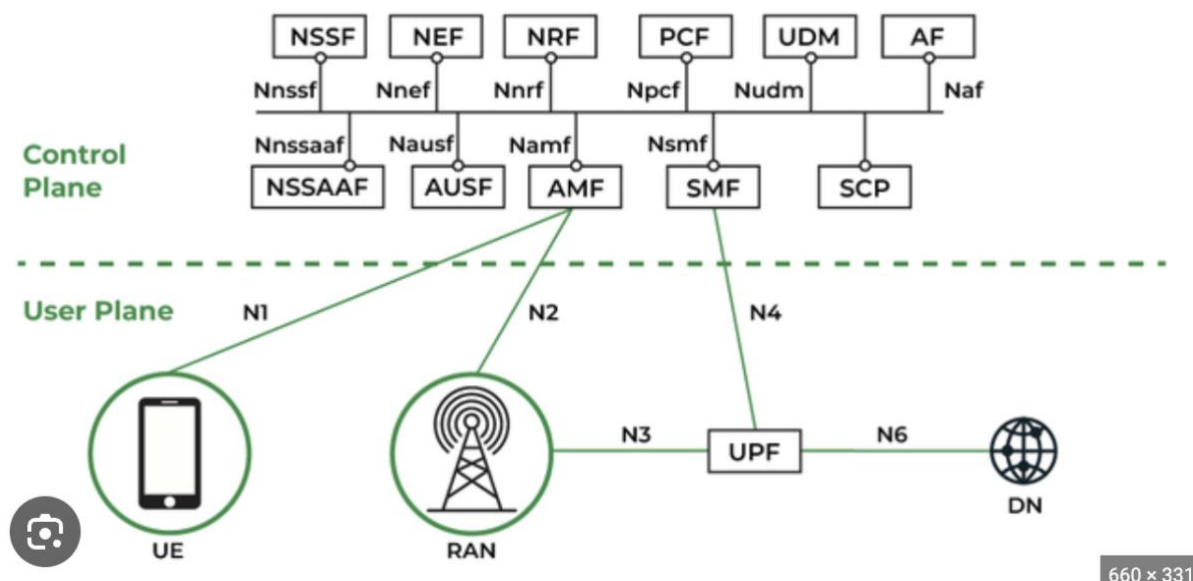 NSSF NEF NRF PCF UDM AF
Nnssf Nnef Nnrf Npcf Nudm Naf
Nnssaaf Nausf Namf Nsmf
Control
Plane
NSSAAF AUSF AMF SMF SCP
User Plane N1 N2 N4
N3 N6
UPF
DN
UE RAN
660 × 331